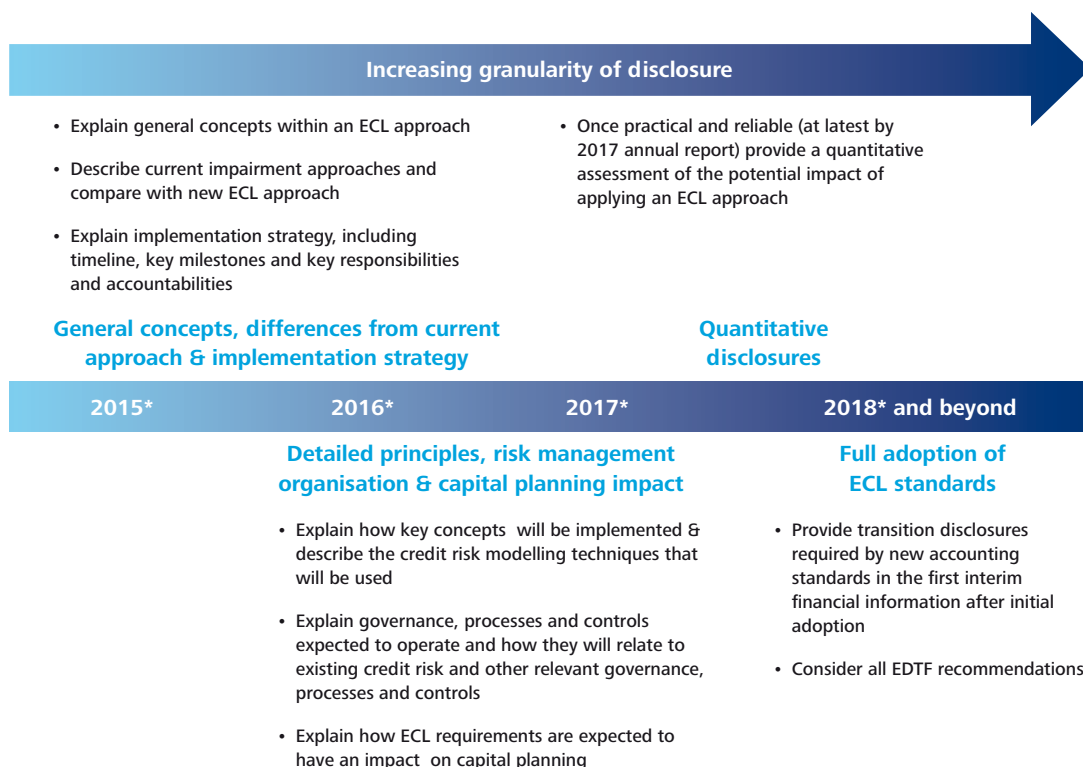 Increasing granularity of disclosure
• Explain general concepts within an ECL approach
• Describe current impairment approaches and
compare with new ECL approach
• Explain implementation strategy, including
timeline, key milestones and key responsibilities
and accountabilities
• Once practical and reliable (at latest by
2017 annual report) provide a quantitative
assessment of the potential impact of
applying an ECL approach
General concepts, differences from current
approach & implementation strategy
Quantitative
disclosures
2015*
2016*
2017*
2018* and beyond
Detailed principles, risk management
organisation & capital planning impact
• Explain how key concepts will be implemented &
describe the credit risk modelling techniques that
will be used
• Explain governance, processes and controls
expected to operate and how they will relate to
existing credit risk and other relevant governance,
processes and controls
• Explain how ECL requirements are expected to
have an impact on capital planning
Full adoption of
ECL standards
• Provide transition disclosures
required by new accounting
standards in the first interim
financial information after initial
adoption
• Consider all EDTF recommendations